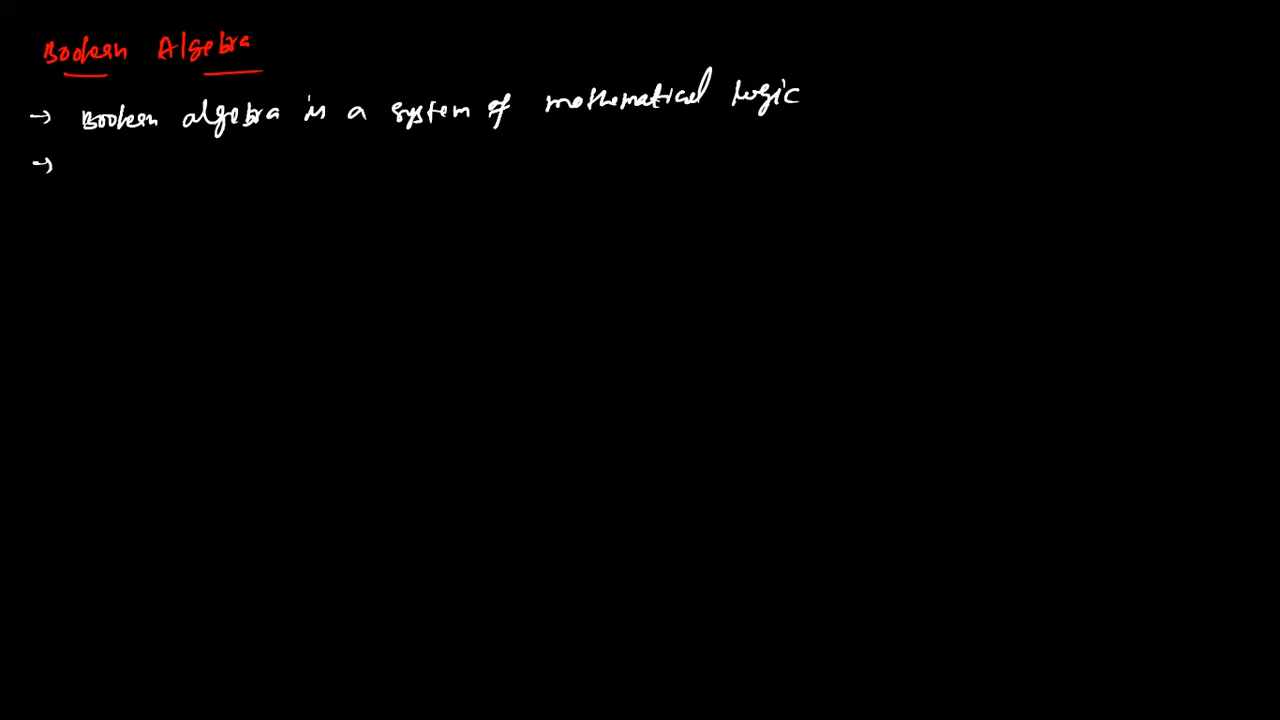 Boolean Algebra
→ Boolean algebra is a system of mathematical logic
→